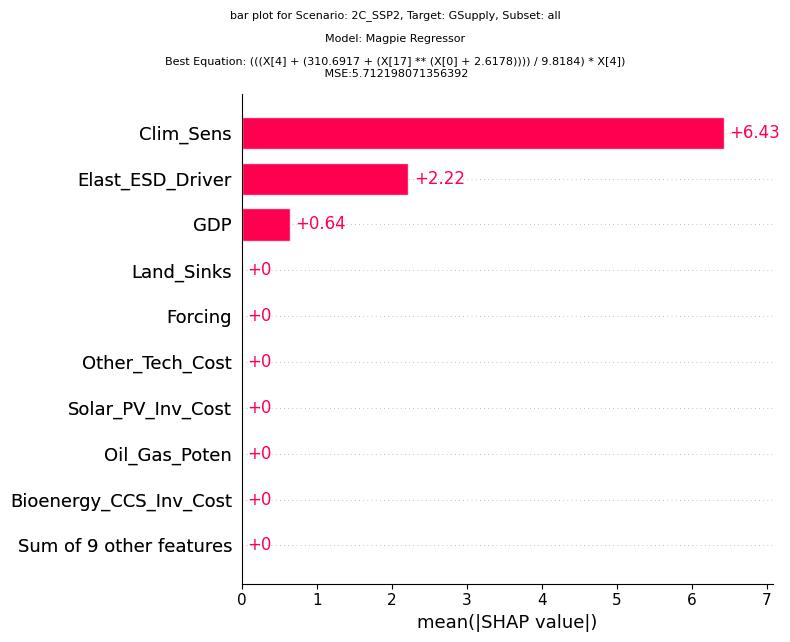 bar plot for Scenario: 2C_SSP2, Target: GSupply, Subset: all
Model: Magpie Regressor
Best Equation: (((X[4] + (310.6917 + (X[17] ** (X[0] + 2.6178)))) / 9.8184) * X[4])
MSE:5.712198071356392
Clim_Sens +6.43
Elast_ESD_Driver +2.22
GDP +0.64
Land_Sinks +0
Forcing +0
Other_Tech_Cost +0
Solar_PV_Inv_Cost +0
Oil_Gas_Poten +0
Bioenergy_CCS_Inv_Cost +0
Sum of 9 other features +0
0 1 2 3 4 5 6 7
mean(|SHAP value|)